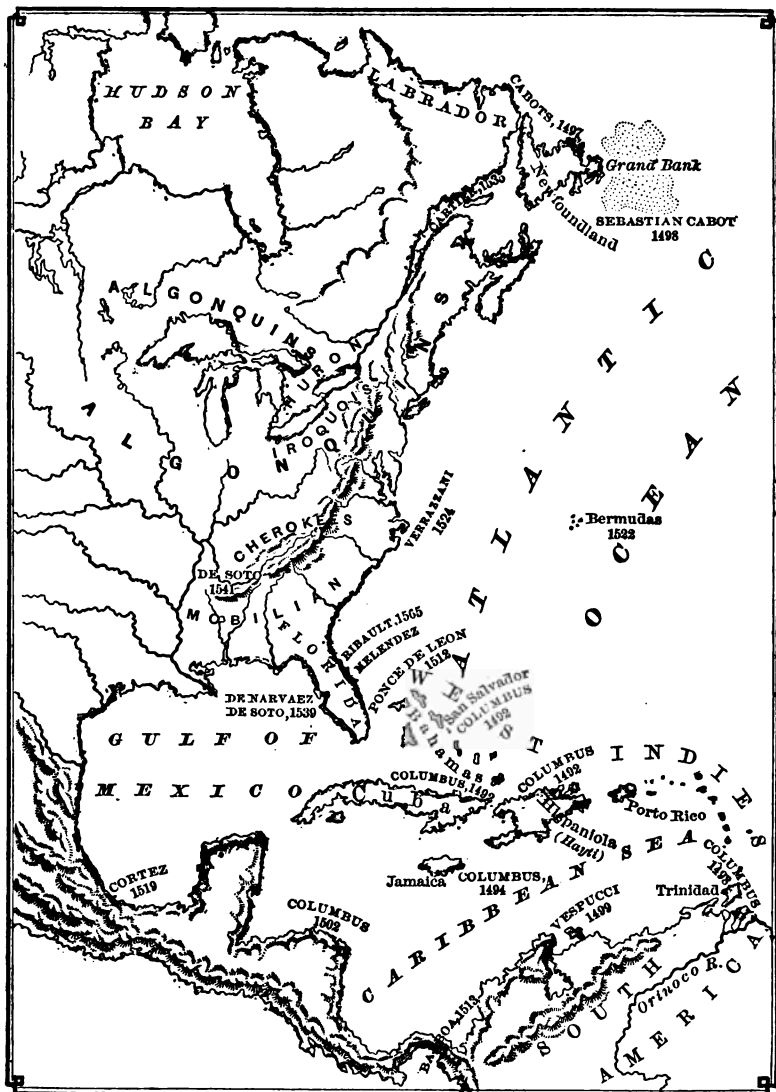 HUDSON
BAY
LABRADOR
CABOTS, 1497
Grand Bank
Newfoundland
SEBASTIAN CABOT
1498
CARTIER, 1535
ALGONQUINS
HURON
IROQUOIS
ALGONQUINS
ATLANTIC
OCEAN
VERRAZZANI
1524
Bermudas
1522
CHEROKEES
DE SOTO
1541
MOBILIAN
FLORIDA
RIBAULT, 1565
MELENDEZ
PONCE DE LEON
1512
DE NARVAEZ
DE SOTO, 1539
WEST INDIES
San Salvador
COLUMBUS
1492
Bahamas
GULF OF
MEXICO
COLUMBUS, 1492
Cuba
COLUMBUS
1492
Hispaniola
(Hayti)
Porto Rico
CORTEZ
1519
Jamaica
COLUMBUS,
1494
CARIBBEAN SEA
COLUMBUS
1498
Trinidad
COLUMBUS
1502
VESPUCCI
1499
BALBOA, 1513
Orinoco R.
SOUTH
AMERICA